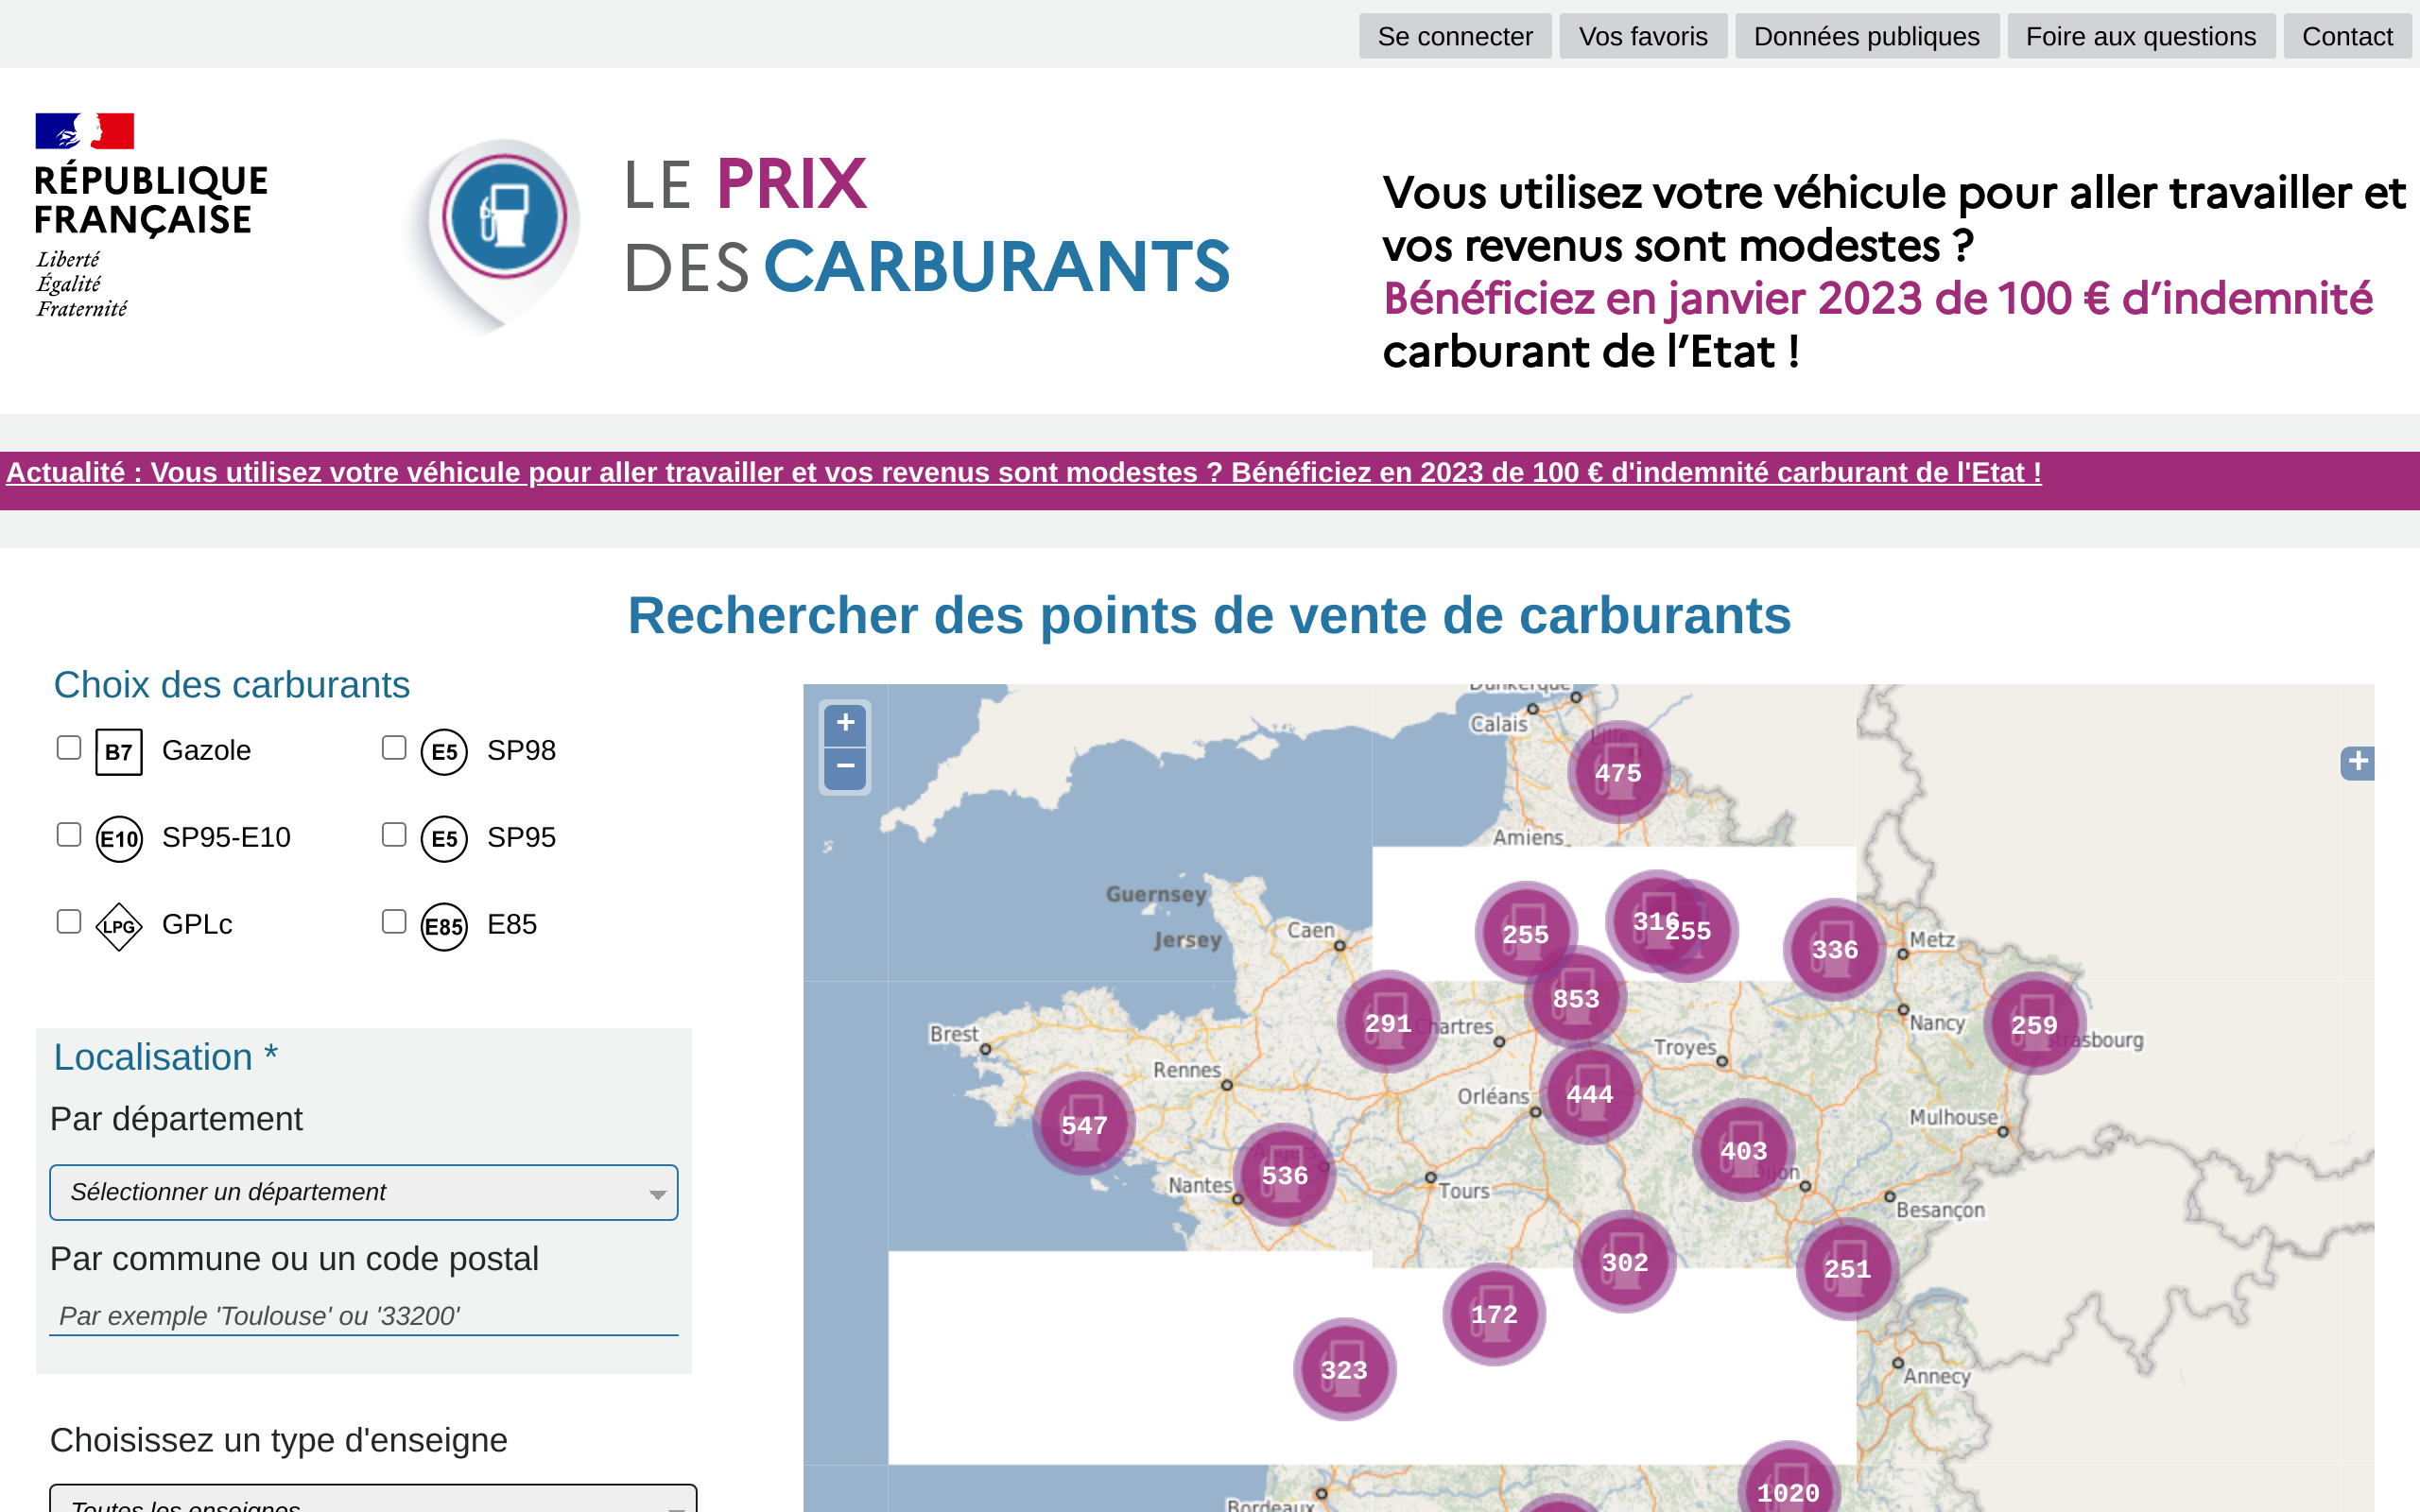 Se connecter
Vos favoris
Données publiques
Foire aux questions
Contact
RÉPUBLIQUE
FRANÇAISE
Liberté
Égalité
Fraternité
LE PRIX
DES CARBURANTS
Vous utilisez votre véhicule pour aller travailler et
vos revenus sont modestes ?
Bénéficiez en janvier 2023 de 100 € d’indemnité
carburant de l’Etat !
Actualité : Vous utilisez votre véhicule pour aller travailler et vos revenus sont modestes ? Bénéficiez en 2023 de 100 € d'indemnité carburant de l'Etat !
Rechercher des points de vente de carburants
Choix des carburants
B7 Gazole
E5 SP98
E10 SP95-E10
E5 SP95
LPG GPLc
E85 E85
Localisation *
Par département
Sélectionner un département
Par commune ou un code postal
Par exemple 'Toulouse' ou '33200'
Choisissez un type d'enseigne
Toutes les enseignes
+
−
+
Dunkerque
Calais
Lille
475
Amiens
Guernsey
Jersey
Caen
255
316
255
336
Metz
853
291
Chartres
Nancy
259
Strasbourg
Brest
Troyes
Rennes
Orléans
444
547
Mulhouse
403
Dijon
Angers
536
Nantes
Tours
Besançon
302
251
172
323
Annecy
1020
Bordeaux